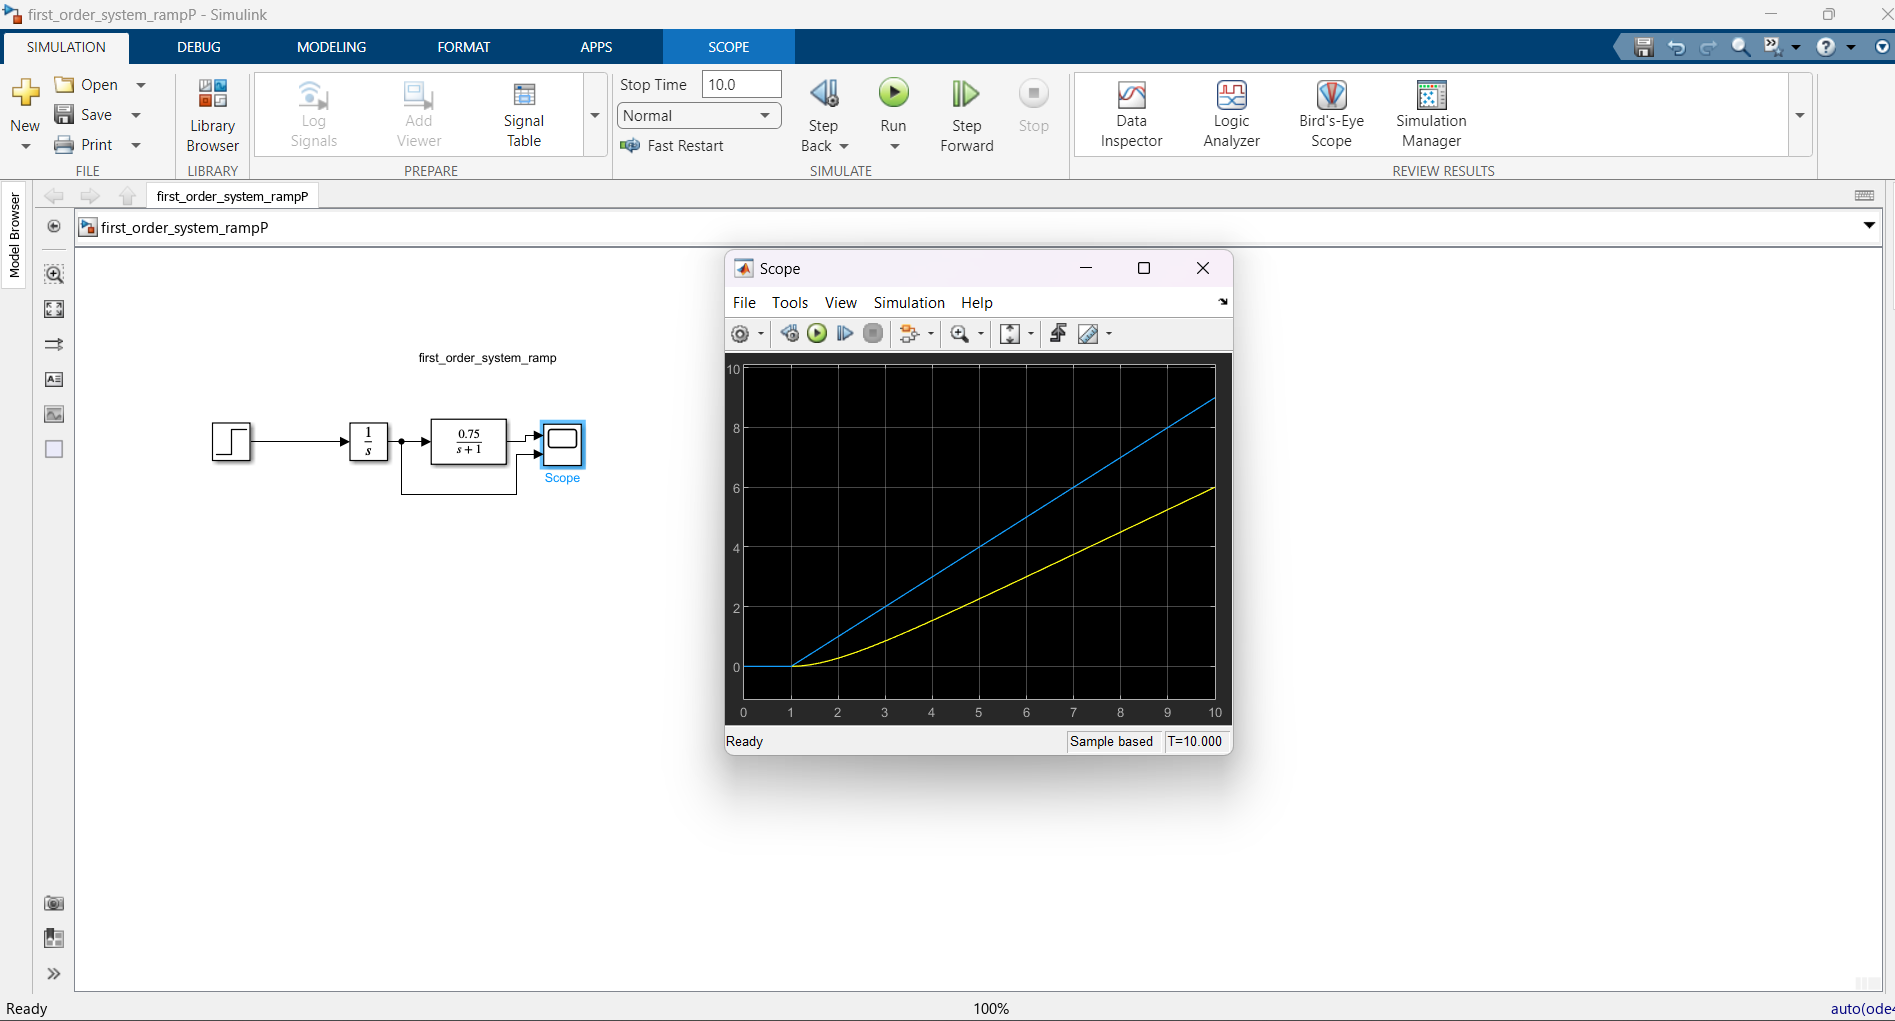 first_order_system_rampP - Simulink
SIMULATION DEBUG MODELING FORMAT APPS SCOPE
New
Open
Save
Print
FILE
Library
Browser
LIBRARY
Log
Signals
Add
Viewer
Signal
Table
PREPARE
Stop Time 10.0
Normal
Fast Restart
Step
Back
Run
Step
Forward
Stop
SIMULATE
Data
Inspector
Logic
Analyzer
Bird's-Eye
Scope
Simulation
Manager
REVIEW RESULTS
Model Browser
first_order_system_rampP
first_order_system_rampP
first_order_system_ramp
1
s
0.75
s + 1
Scope
Scope
File Tools View Simulation Help
10
8
6
4
2
0
0 1 2 3 4 5 6 7 8 9 10
Ready Sample based T=10.000
Ready 100% auto(ode4